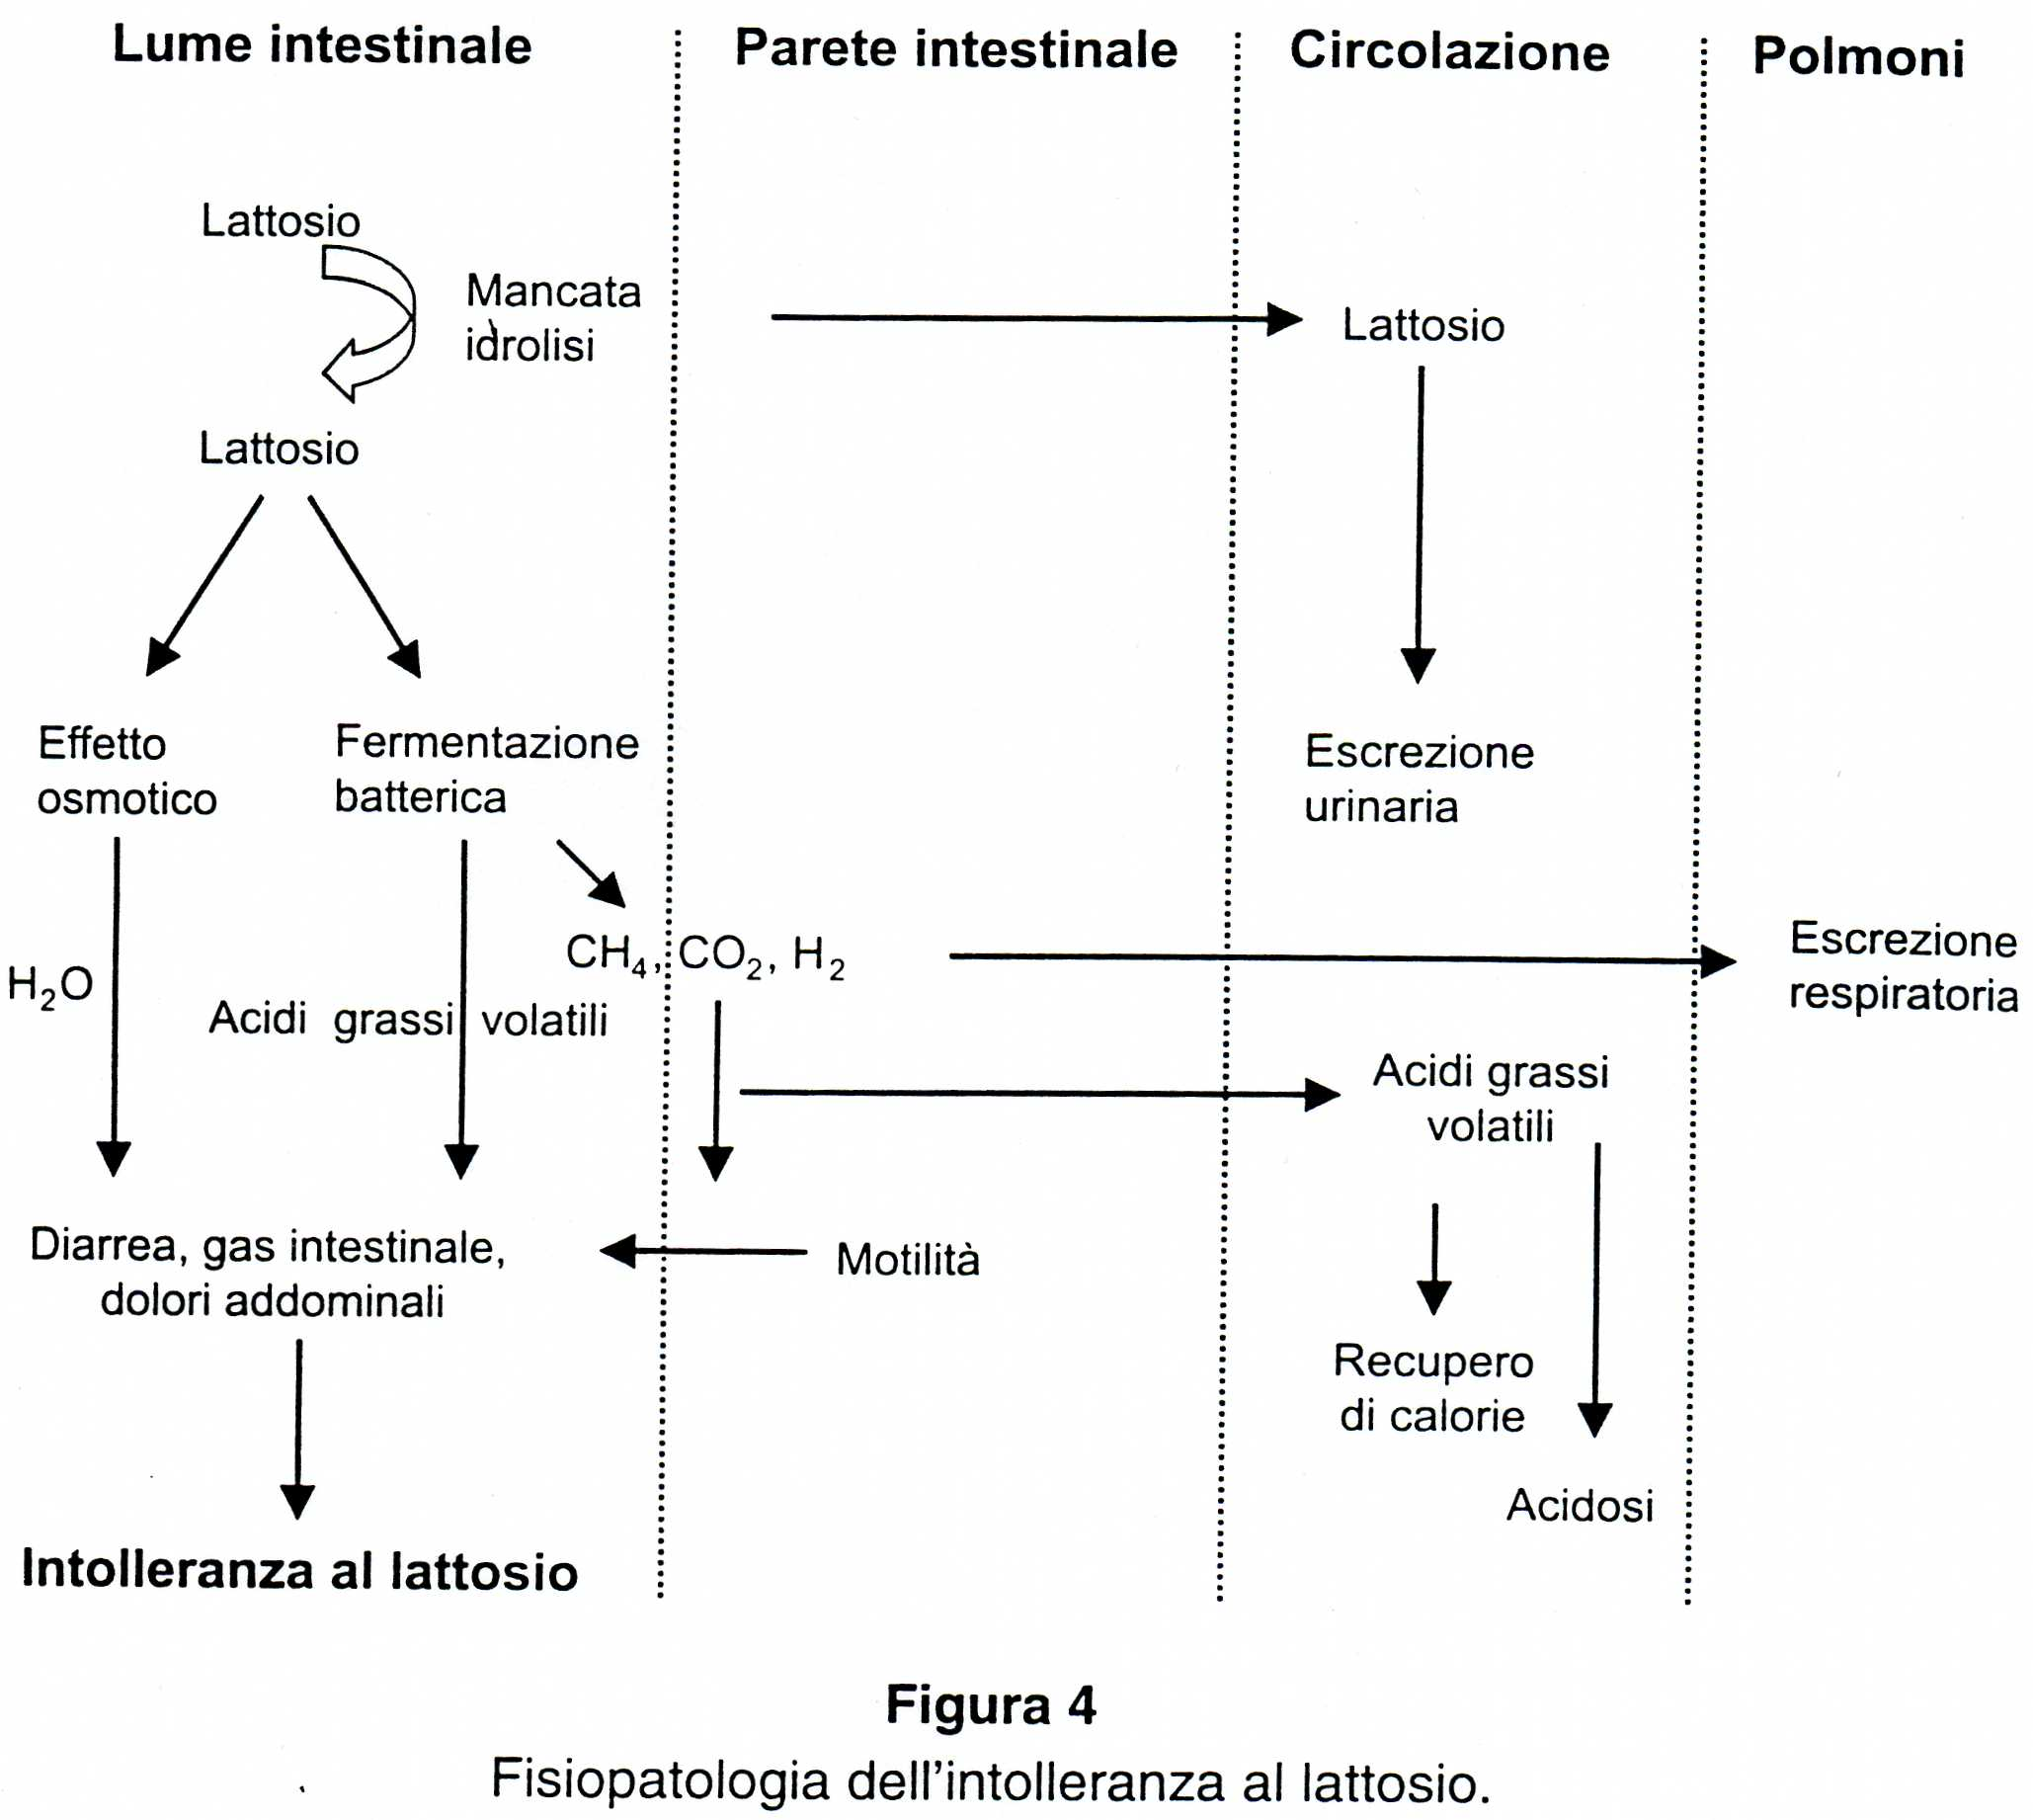 Lume intestinale
Parete intestinale
Circolazione
Polmoni
Lattosio
Mancata
idrolisi
Lattosio
Lattosio
Effetto
osmotico
Fermentazione
batterica
Escrezione
urinaria
CH₄, CO₂, H₂
Escrezione
respiratoria
H₂O
Acidi grassi volatili
Acidi grassi
volatili
Diarrea, gas intestinale,
dolori addominali
Motilità
Recupero
di calorie
Acidosi
Intolleranza al lattosio
Figura 4
Fisiopatologia dell'intolleranza al lattosio.